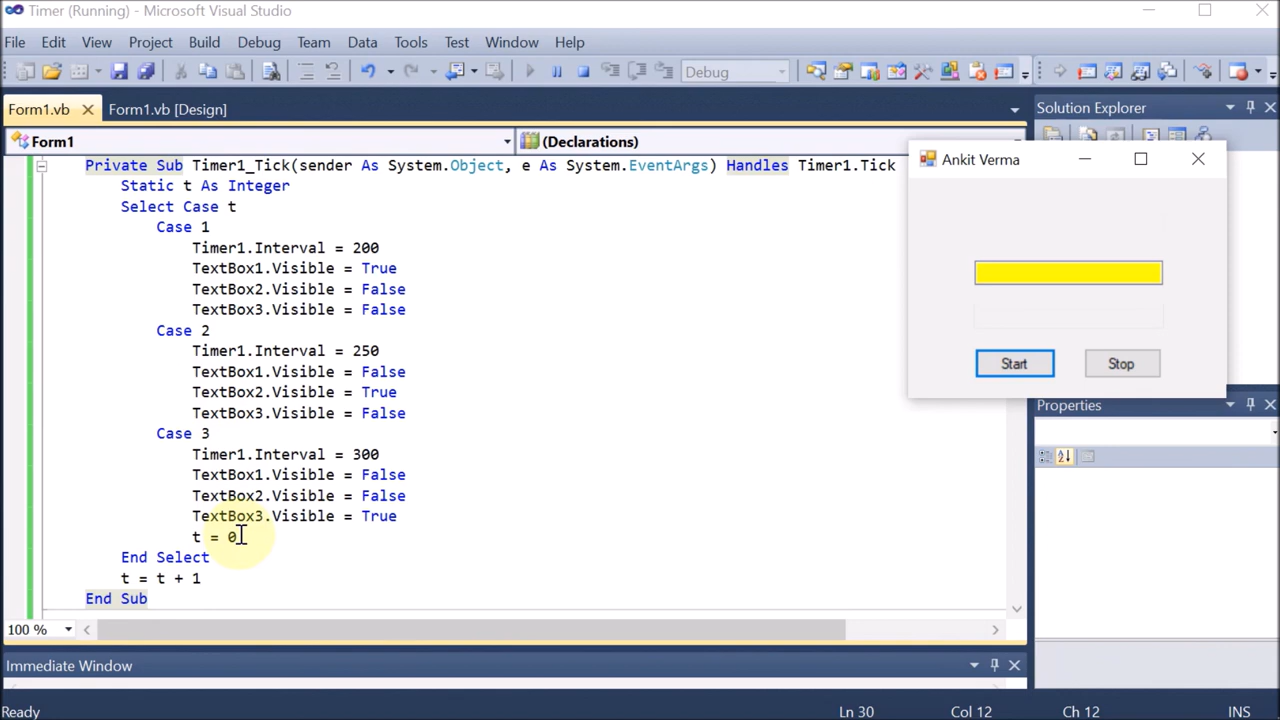 Timer (Running) - Microsoft Visual Studio
File Edit View Project Build Debug Team Data Tools Test Window Help
Debug
Form1.vb Form1.vb [Design]
Solution Explorer
Form1 (Declarations)
Private Sub Timer1_Tick(sender As System.Object, e As System.EventArgs) Handles Timer1.Tick
Static t As Integer
Select Case t
Case 1
Timer1.Interval = 200
TextBox1.Visible = True
TextBox2.Visible = False
TextBox3.Visible = False
Case 2
Timer1.Interval = 250
TextBox1.Visible = False
TextBox2.Visible = True
TextBox3.Visible = False
Case 3
Timer1.Interval = 300
TextBox1.Visible = False
TextBox2.Visible = False
TextBox3.Visible = True
t = 0
End Select
t = t + 1
End Sub
Ankit Verma
Start Stop
Properties
100 %
Immediate Window
Ready Ln 30 Col 12 Ch 12 INS